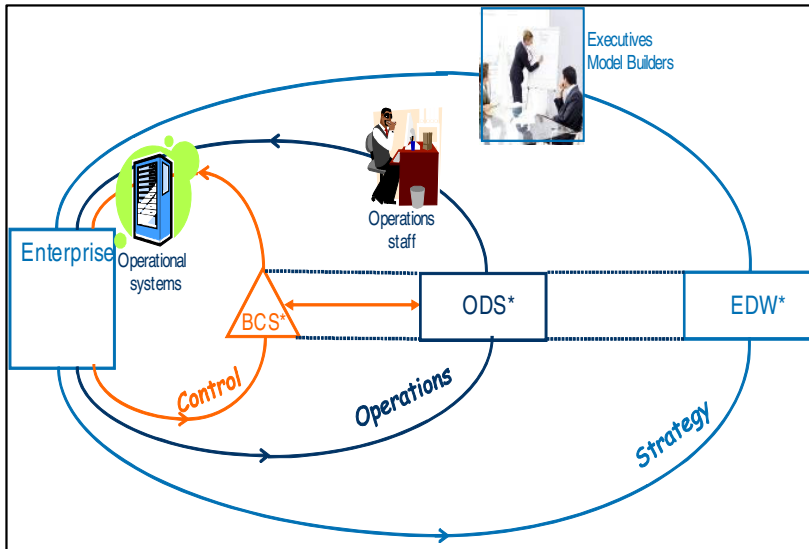 Executives
Model Builders
Operations
staff
Enterprise
Operational
systems
BCS*
ODS*
EDW*
Control
Operations
Strategy